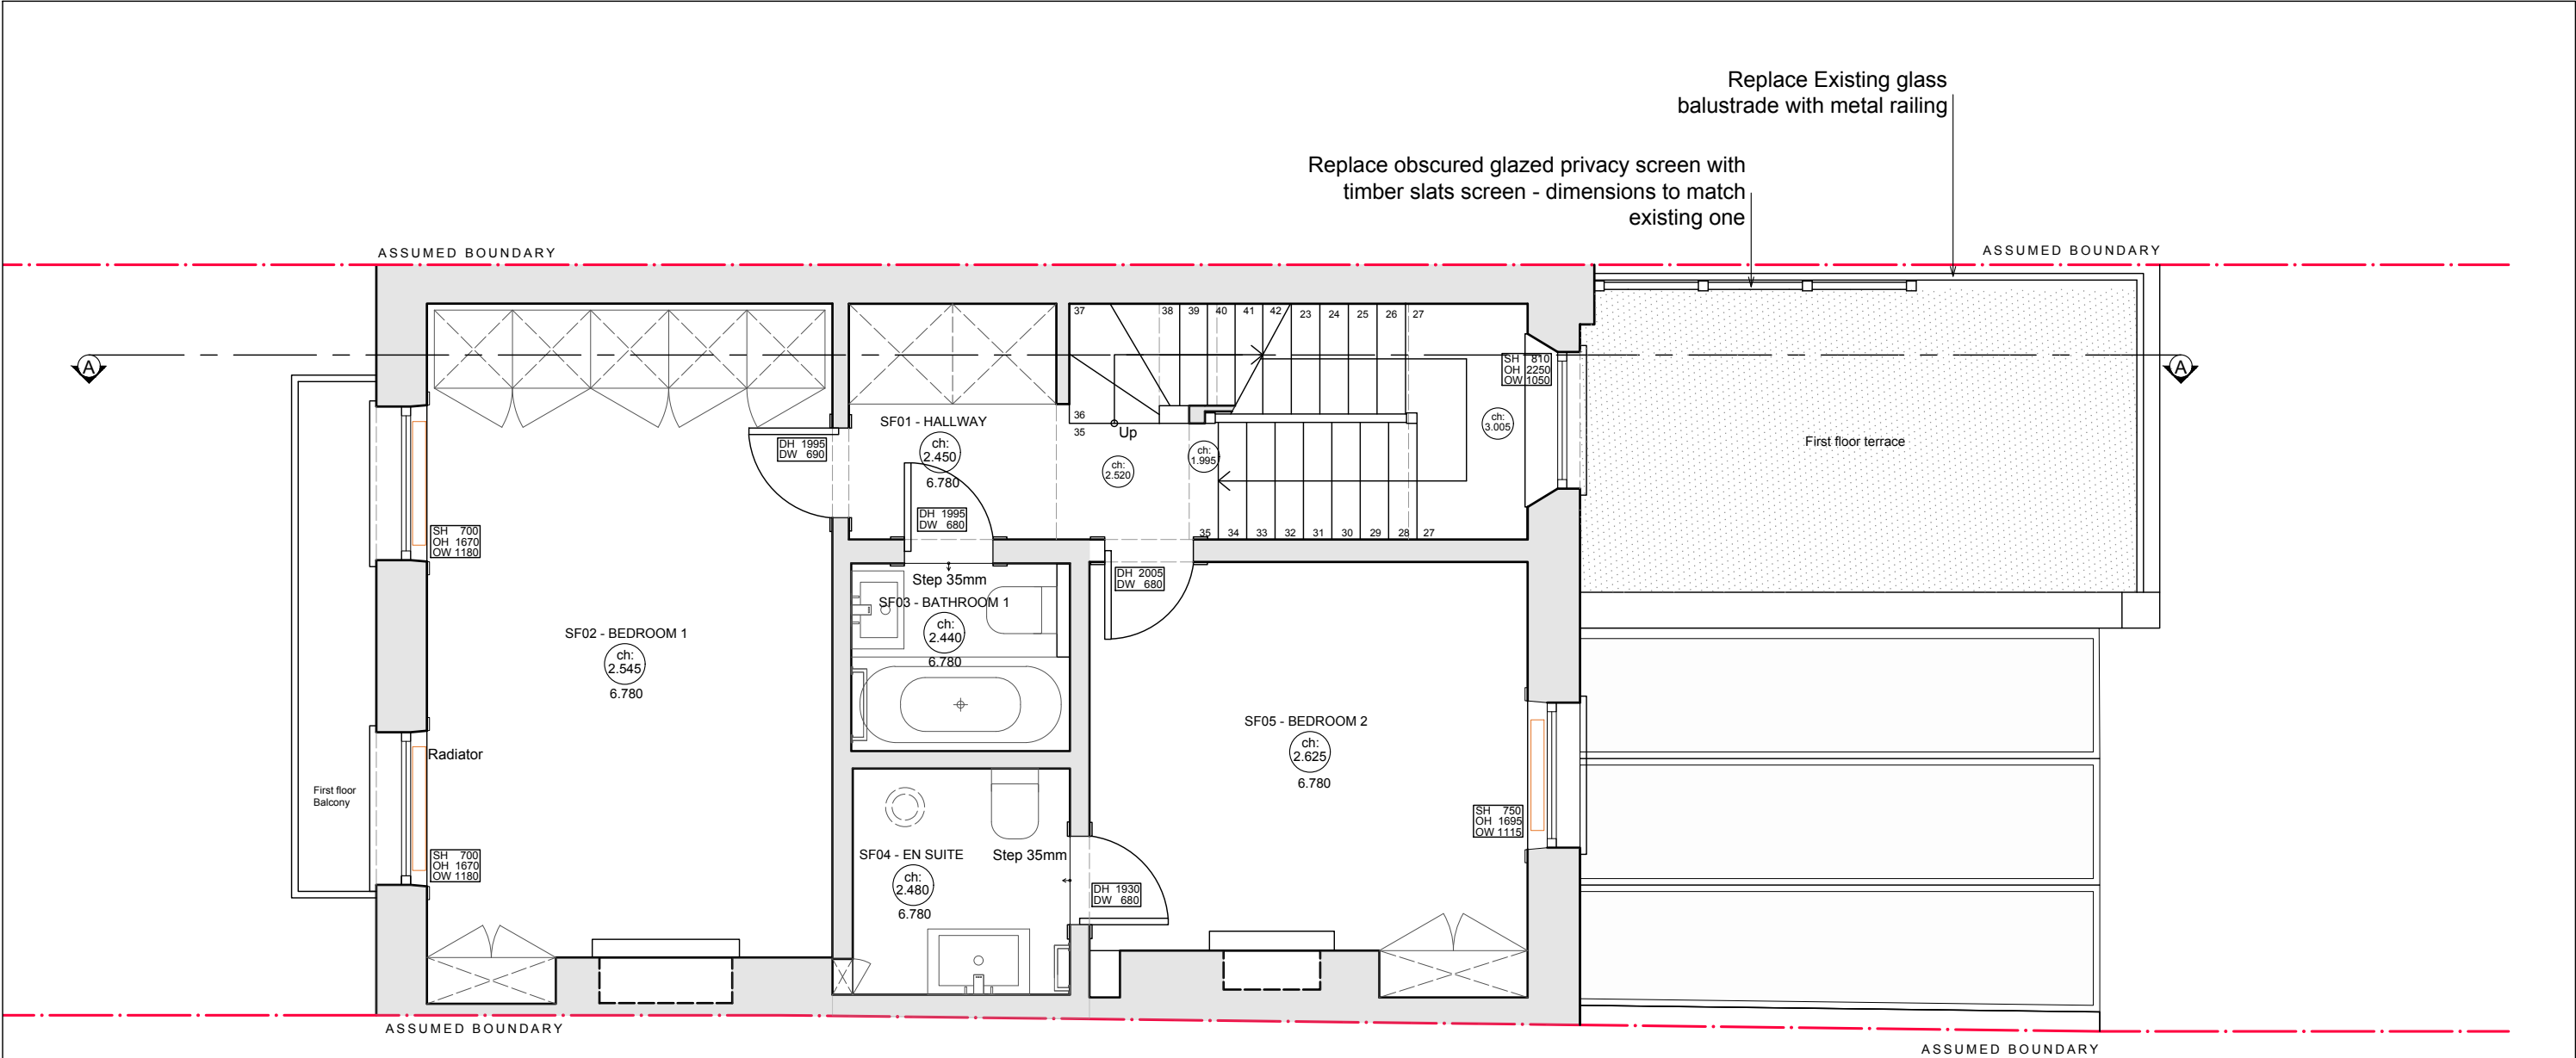 Replace Existing glass
balustrade with metal railing
Replace obscured glazed privacy screen with
timber slats screen - dimensions to match
existing one
ASSUMED BOUNDARY
ASSUMED BOUNDARY
A
A
37
38
39
40
41
42
23
24
25
26
27
36
35
Up
SH 810
OH 2250
OW 1050
ch:
3.005
First floor terrace
SF01 - HALLWAY
ch:
2.450
6.780
DH 1995
DW 690
ch:
2.520
ch:
1.995
DH 1995
DW 680
35
34
33
32
31
30
29
28
27
SH 700
OH 1670
OW 1180
Step 35mm
SF03 - BATHROOM 1
ch:
2.440
6.780
DH 2005
DW 680
SF02 - BEDROOM 1
ch:
2.545
6.780
SF05 - BEDROOM 2
ch:
2.625
6.780
Radiator
First floor
Balcony
SH 700
OH 1670
OW 1180
SF04 - EN SUITE
ch:
2.480
6.780
Step 35mm
DH 1930
DW 680
SH 750
OH 1695
OW 1115
ASSUMED BOUNDARY
ASSUMED BOUNDARY